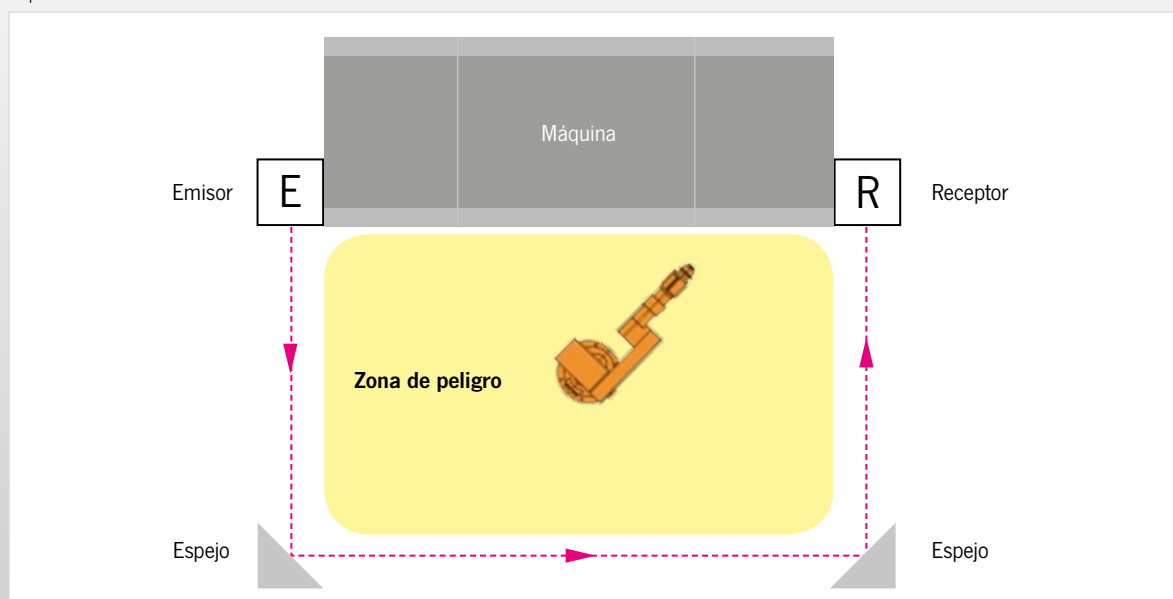 Máquina
Emisor
E
R
Receptor
Zona de peligro
Espejo
Espejo